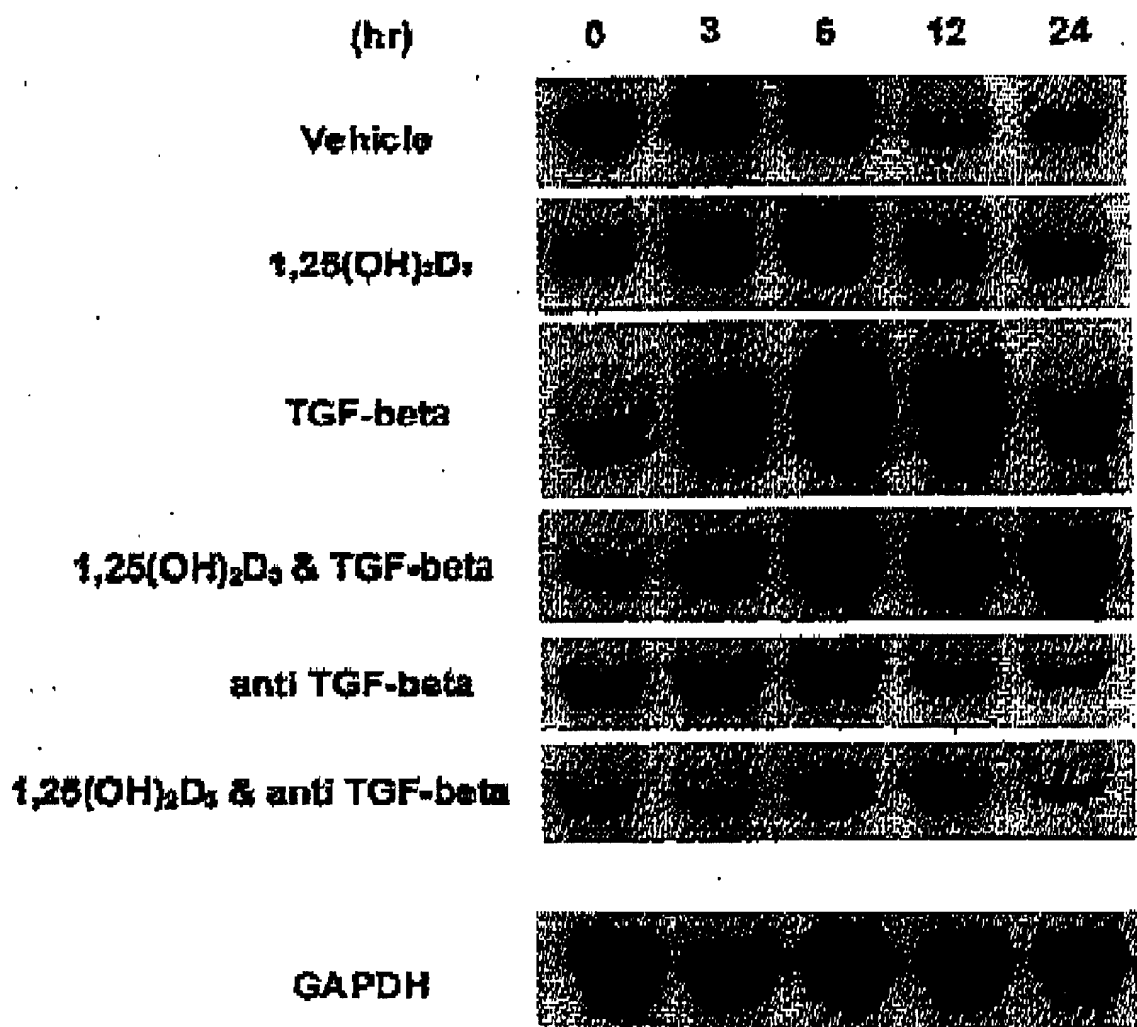 (hr) 0 3 6 12 24
Vehicle
1,25(OH)₂D₃
TGF-beta
1,25(OH)₂D₃ & TGF-beta
anti TGF-beta
1,25(OH)₂D₃ & anti TGF-beta
GAPDH